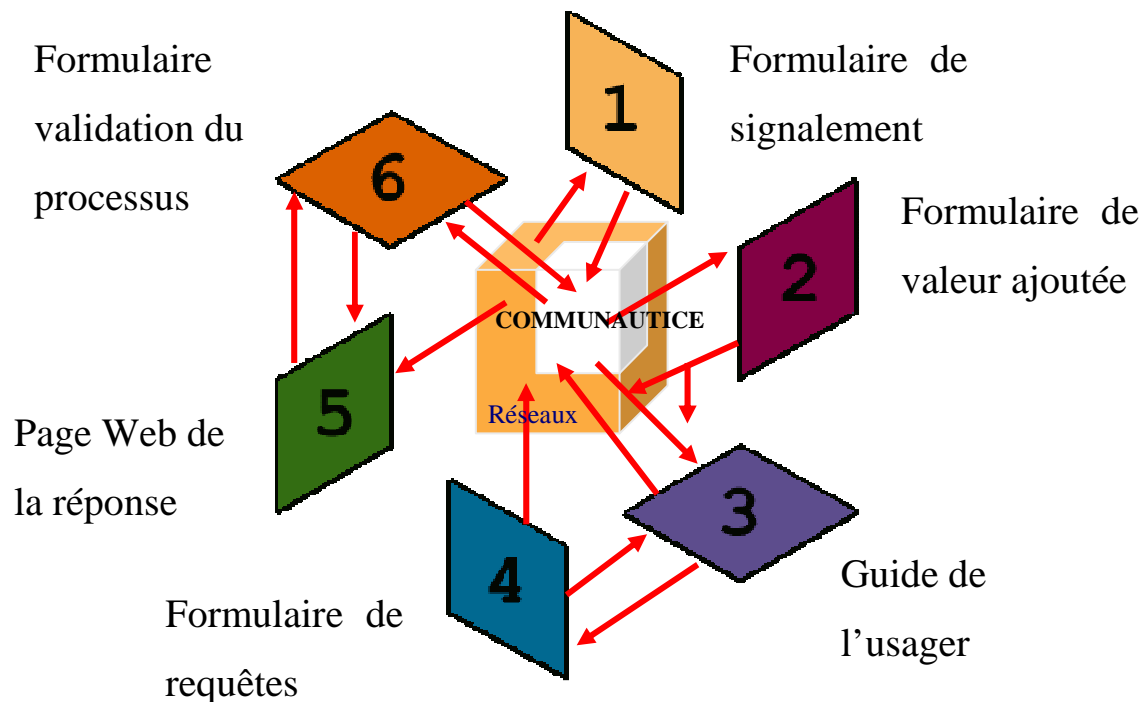 Formulaire
validation du
processus
6
1
Formulaire de
signalement
2
Formulaire de
valeur ajoutée
COMMUNAUTICE
Réseaux
5
Page Web de
la réponse
4
Formulaire de
requêtes
3
Guide de
l’usager